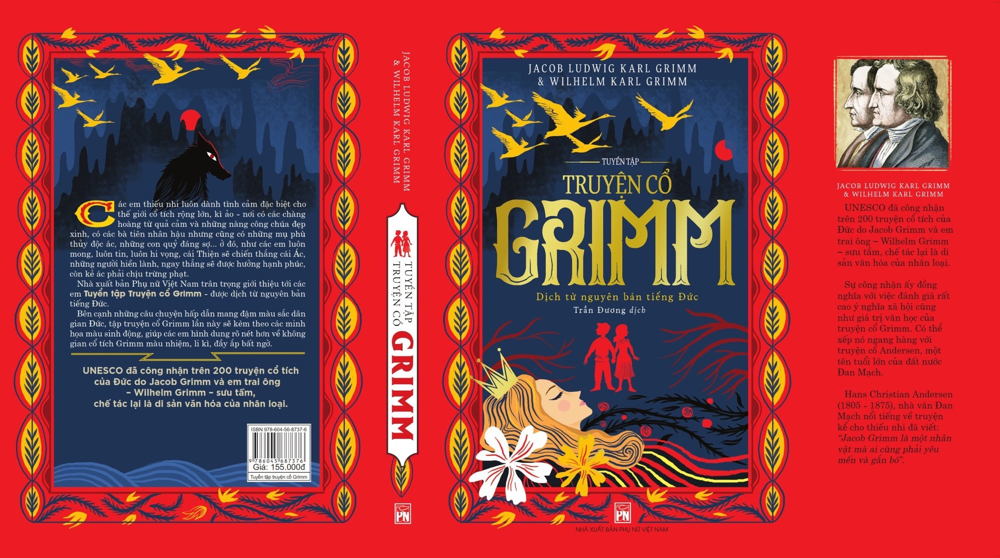 Các em thiếu nhi luôn dành tình cảm đặc biệt cho
thế giới cổ tích rộng lớn, kì ảo - nơi có các chàng
hoàng từ quả cảm và những nàng công chúa đẹp
xinh, có các bà tiên nhân hậu nhưng cũng có những mụ phù
thủy độc ác, những con quỷ đáng sợ... ở đó, như các em luôn
mong, luôn tin, luôn hi vọng, cái Thiện sẽ chiến thắng cái Ác,
những người hiền lành, ngay thẳng sẽ được hưởng hạnh phúc,
còn kẻ ác phải chịu trừng phạt.
Nhà xuất bản Phụ nữ Việt Nam trân trọng giới thiệu tới các
em Tuyển tập Truyện cổ Grimm - được dịch từ nguyên bản
tiếng Đức.
Bên cạnh những câu chuyện hấp dẫn mang đậm màu sắc dân
gian Đức, tập truyện cổ Grimm lần này sẽ kèm theo các minh
họa màu sinh động, giúp các em hình dung rõ nét hơn về không
gian cổ tích Grimm màu nhiệm, li kì, đầy ắp bất ngờ.
UNESCO đã công nhận trên 200 truyện cổ tích
của Đức do Jacob Grimm và em trai ông
– Wilhelm Grimm – sưu tầm,
chế tác lại là di sản văn hóa của nhân loại.
ISBN 978-604-56-8737-6
9 786045 687376
Giá: 155.000đ
Tuyển tập truyện cổ Grimm
JACOB LUDWIG KARL GRIMM
& WILHELM KARL GRIMM
TUYỂN TẬP
TRUYỆN CỔ
GRIMM
PN
JACOB LUDWIG KARL GRIMM
& WILHELM KARL GRIMM
TUYỂN TẬP
TRUYỆN CỔ
GRIMM
Dịch từ nguyên bản tiếng Đức
Trần Đương dịch
PN
NHÀ XUẤT BẢN PHỤ NỮ VIỆT NAM
JACOB LUDWIG KARL GRIMM
& WILHELM KARL GRIMM
UNESCO đã công nhận
trên 200 truyện cổ tích của
Đức do Jacob Grimm và em
trai ông – Wilhelm Grimm
– sưu tầm, chế tác lại là di
sản văn hóa của nhân loại.
Sự công nhận ấy đồng
nghĩa với việc đánh giá rất
cao ý nghĩa xã hội cũng
như giá trị văn học của
truyện cổ Grimm. Có thể
xếp nó ngang hàng với
truyện cổ Andersen, một
tên tuổi lớn của đất nước
Đan Mạch.
Hans Christian Andersen
(1805 - 1875), nhà văn Đan
Mạch nổi tiếng về truyện
kể cho thiếu nhi đã viết:
“Jacob Grimm là một nhân
vật mà ai cũng phải yêu
mến và gắn bó”.